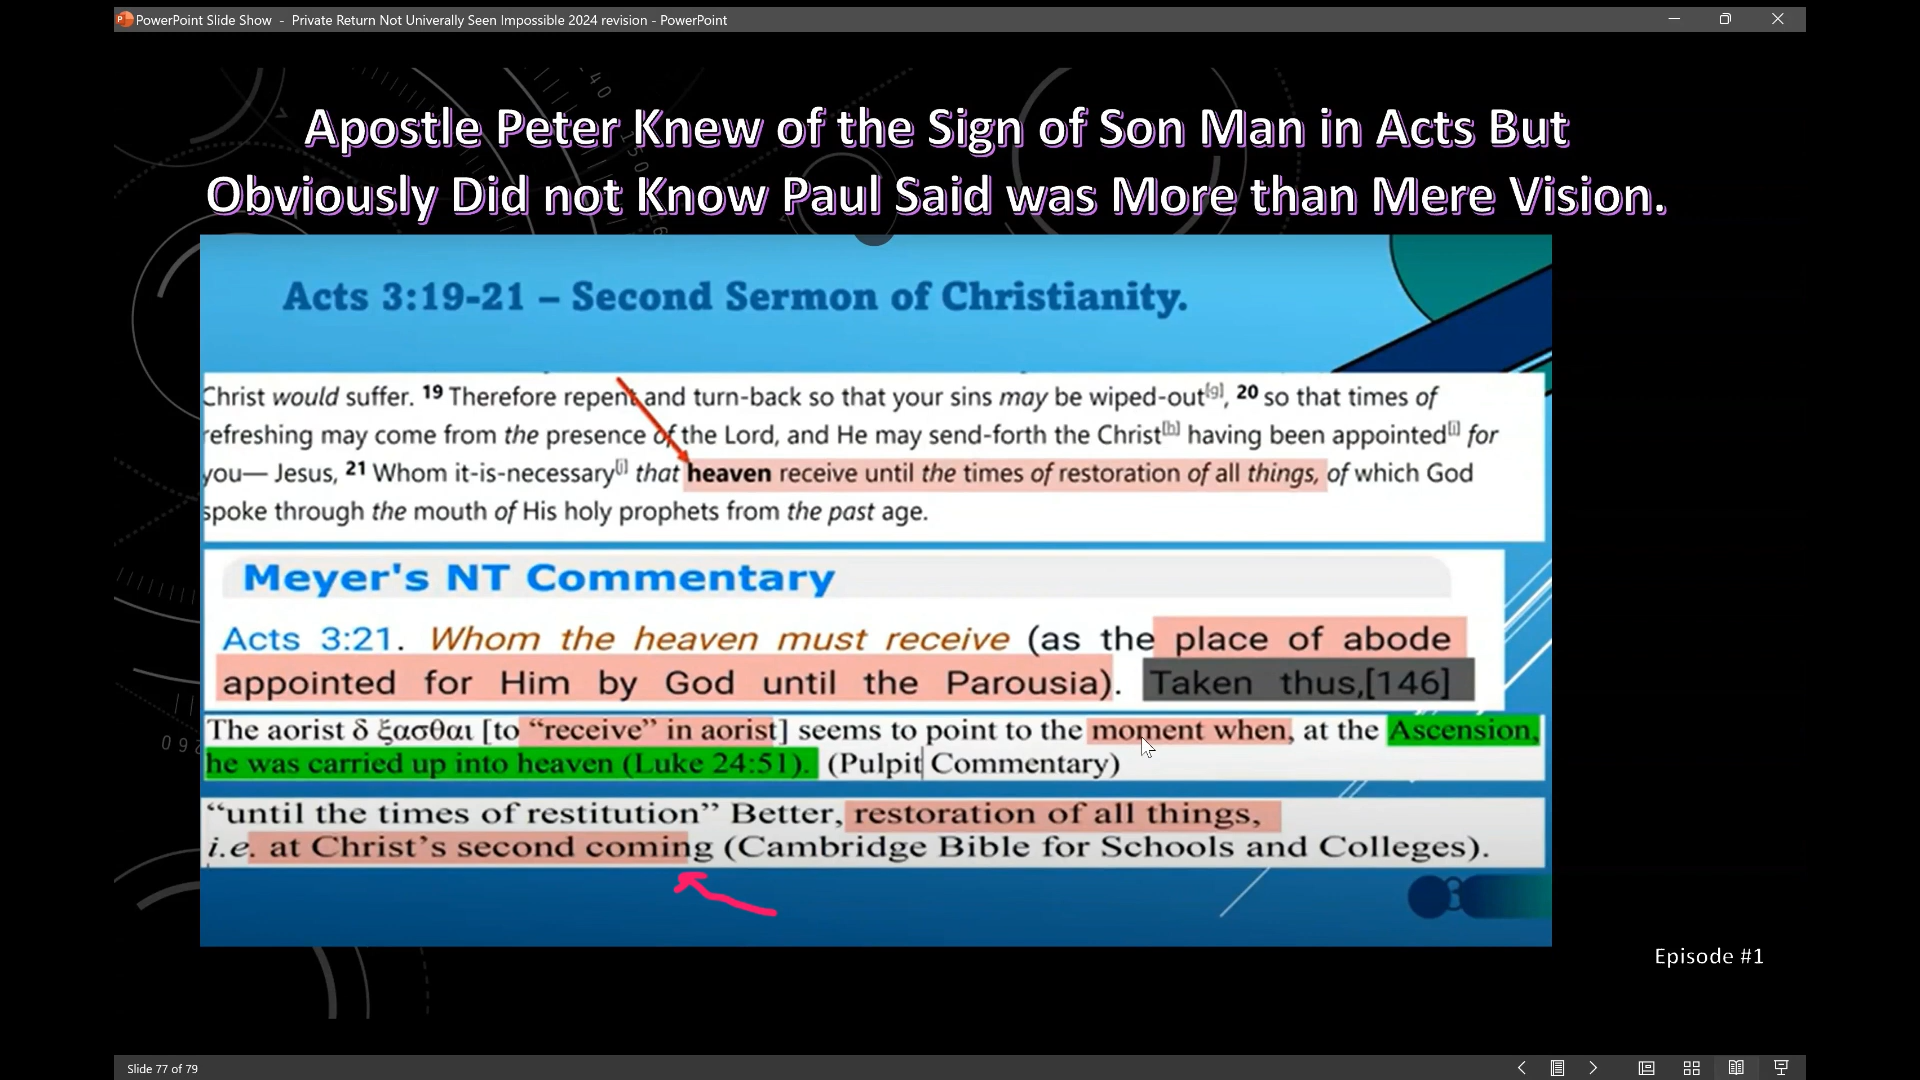 PowerPoint Slide Show - Private Return Not Univerally Seen Impossible 2024 revision - PowerPoint
Apostle Peter Knew of the Sign of Son Man in Acts But
Obviously Did not Know Paul Said was More than Mere Vision.
Acts 3:19-21 – Second Sermon of Christianity.
Christ would suffer. 19 Therefore repent and turn-back so that your sins may be wiped-out[g], 20 so that times of
refreshing may come from the presence of the Lord, and He may send-forth the Christ[h] having been appointed[i] for
you— Jesus, 21 Whom it-is-necessary[j] that heaven receive until the times of restoration of all things, of which God
spoke through the mouth of His holy prophets from the past age.
Meyer's NT Commentary
Acts 3:21. Whom the heaven must receive (as the place of abode
appointed for Him by God until the Parousia). Taken thus,[146]
The aorist δ ξασθαι [to “receive” in aorist] seems to point to the moment when, at the Ascension,
he was carried up into heaven (Luke 24:51). (Pulpit Commentary)
“until the times of restitution” Better, restoration of all things,
i.e. at Christ’s second coming (Cambridge Bible for Schools and Colleges).
Episode #1
Slide 77 of 79